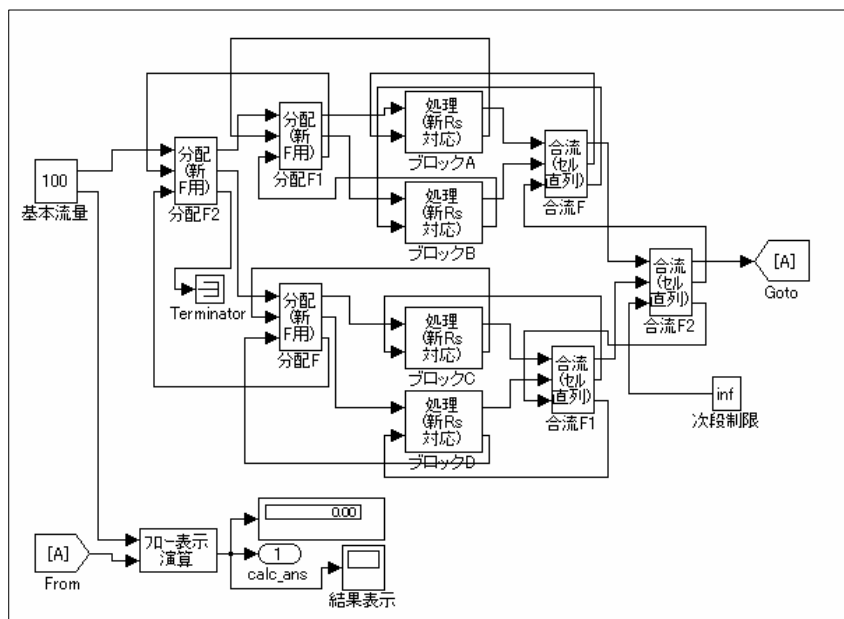 100
基本流量
分配
(新
F用)
分配F2
分配
(新
F用)
分配F1
処理
(新Rs
対応)
ブロックA
処理
(新Rs
対応)
ブロックB
合流
(セル
直列)
合流F
Terminator
分配
(新
F用)
分配F
処理
(新Rs
対応)
ブロックC
処理
(新Rs
対応)
ブロックD
合流
(セル
直列)
合流F1
合流
(セル
直列)
合流F2
[A]
Goto
inf
次段制限
[A]
From
フロー表示
演算
0.00
1
calc_ans
結果表示